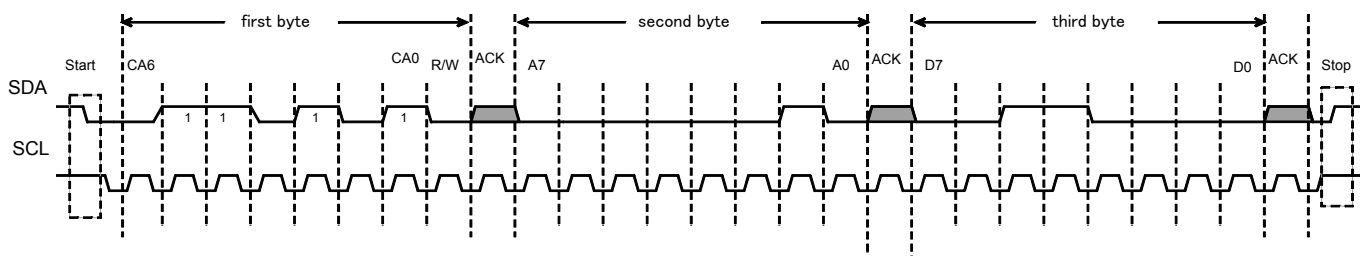 first byte second byte third byte
Start CA6 CA0 R/W ACK A7 A0 ACK D7 D0 ACK Stop
SDA
1 1 1 1
SCL